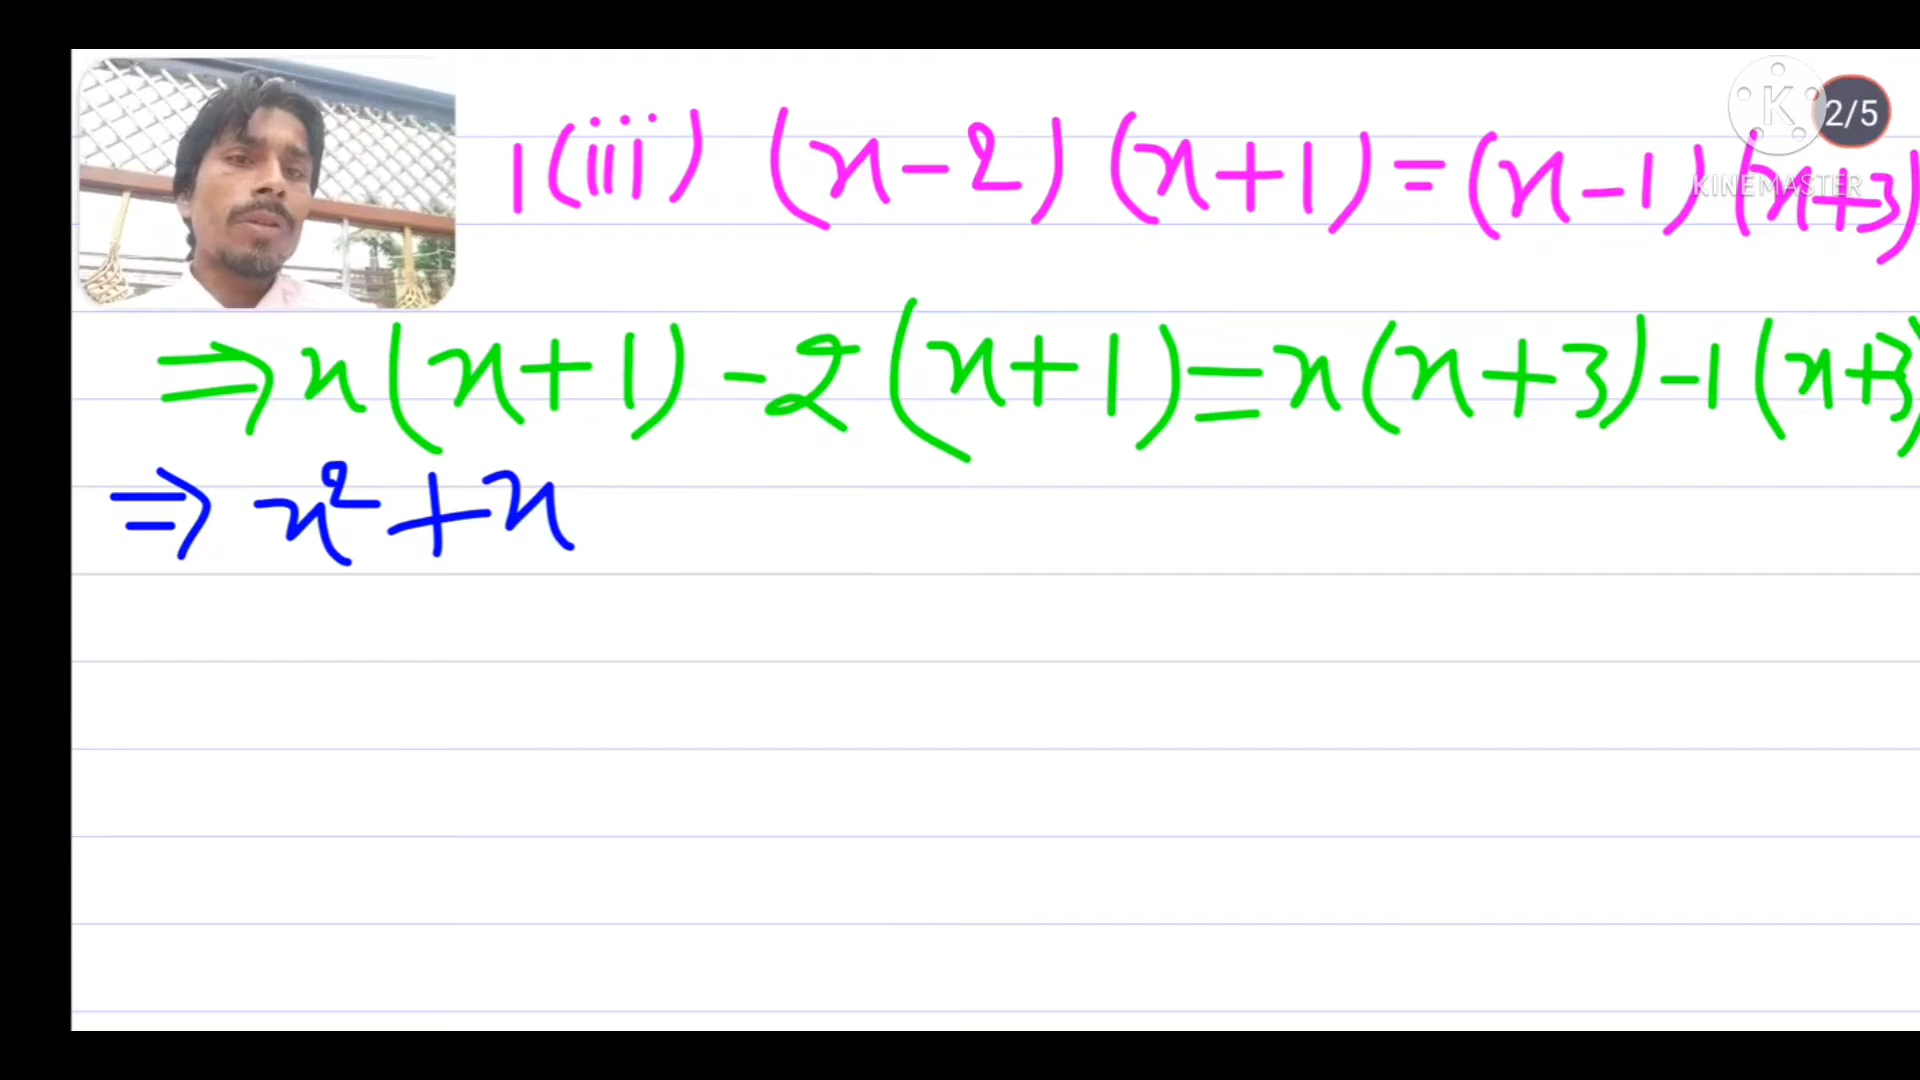 1(iii) (x-2)(x+1)=(x-1)(x+3)
K
2/5
KINEMASTER
⇒x(x+1)-2(x+1)=x(x+3)-1(x+3)
⇒x²+x